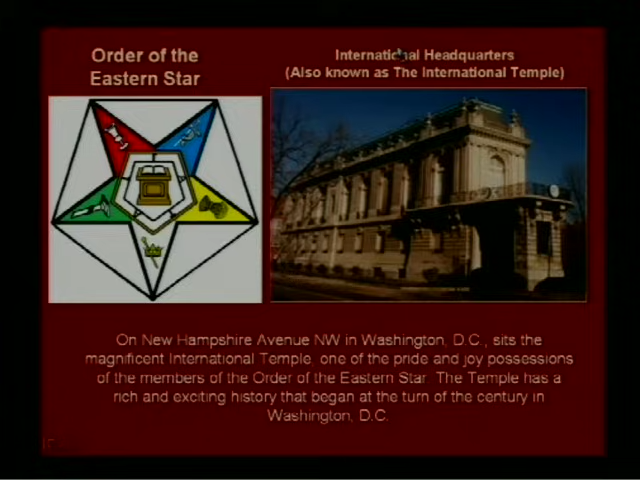 Order of the
Eastern Star
International Headquarters
(Also known as The International Temple)
On New Hampshire Avenue NW in Washington, D.C., sits the
magnificent International Temple, one of the pride and joy possessions
of the members of the Order of the Eastern Star. The Temple has a
rich and exciting history that began at the turn of the century in
Washington, D.C.